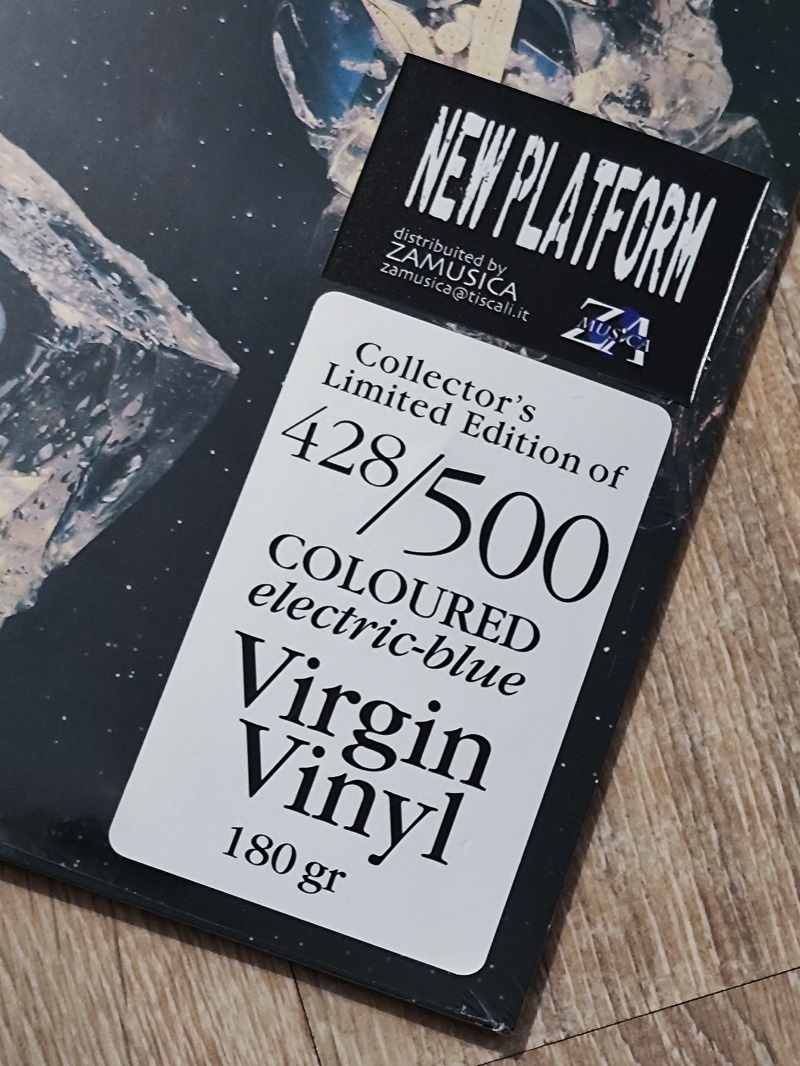 NEW PLATFORM
distribuited by
ZAMUSICA
zamusica@tiscali.it
ZA
MUSICA
Collector's
Limited Edition of
428/500
COLOURED
electric-blue
Virgin
Vinyl
180 gr